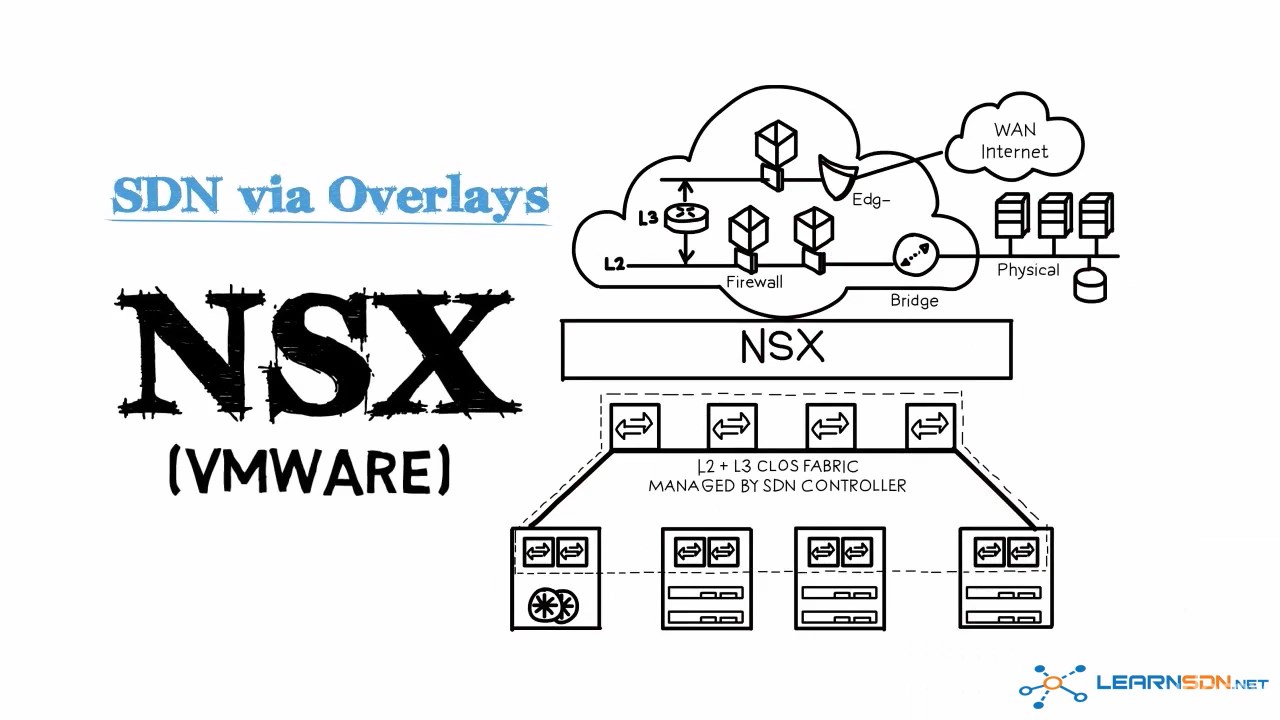 SDN via Overlays
NSX
(VMWARE)
WAN
Internet
Edg-
L3
L2
Firewall
Bridge
Physical
NSX
L2 + L3 CLOS FABRIC
MANAGED BY SDN CONTROLLER
LEARNSDN.NET